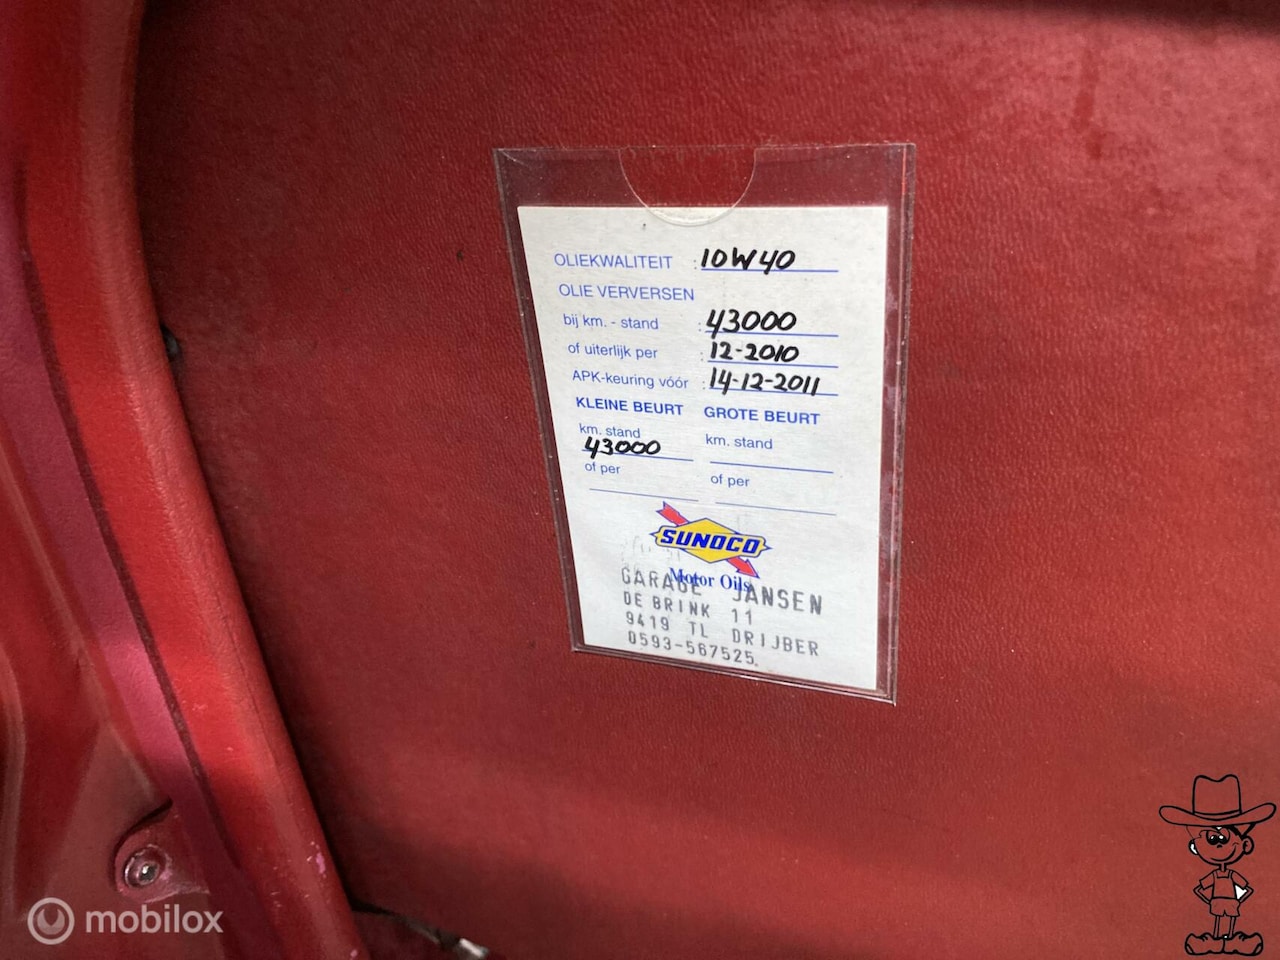 OLIEKWALITEIT : 10W40
OLIE VERVERSEN
bij km. - stand : 43000
of uiterlijk per : 12-2010
APK-keuring vóór : 14-12-2011
KLEINE BEURT GROTE BEURT
km. stand km. stand
43000
of per of per
SUNOCO
Motor Oils
GARAGE JANSEN
DE BRINK 11
9419 TL DRIJBER
0593-567525.
mobilox